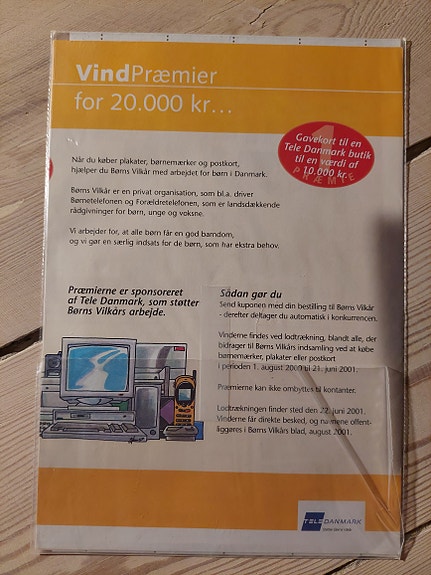 VindPræmier
for 20.000 kr...
Gavekort til en
Tele Danmark butik
til en værdi af
10.000 kr.
1
PRÆMIE
Når du køber plakater, børnemærker og postkort,
hjælper du Børns Vilkår med arbejdet for børn i Danmark.
Børns Vilkår er en privat organisation, som bl.a. driver
Børnetelefonen og Forældretelefonen, som er landsdækkende
rådgivninger for børn, unge og voksne.
Vi arbejder for, at alle børn får en god barndom,
og vi gør en særlig indsats for de børn, som har ekstra behov.
Præmierne er sponsoreret
af Tele Danmark, som støtter
Børns Vilkårs arbejde.
Sådan gør du
Send kuponen med din bestilling til Børns Vilkår
- derefter deltager du automatisk i konkurrencen.
Vinderne findes ved lodtrækning, blandt alle, der
bidrager til Børns Vilkårs indsamling ved at købe
børnemærker, plakater eller postkort
i perioden 1. august 2000 til 21. juni 2001.
Præmierne kan ikke ombyttes til kontanter.
Lodtrækningen finder sted den 22. juni 2001.
Vinderne får direkte besked, og navnene offent-
liggøres i Børns Vilkårs blad, august 2001.
TELE DANMARK